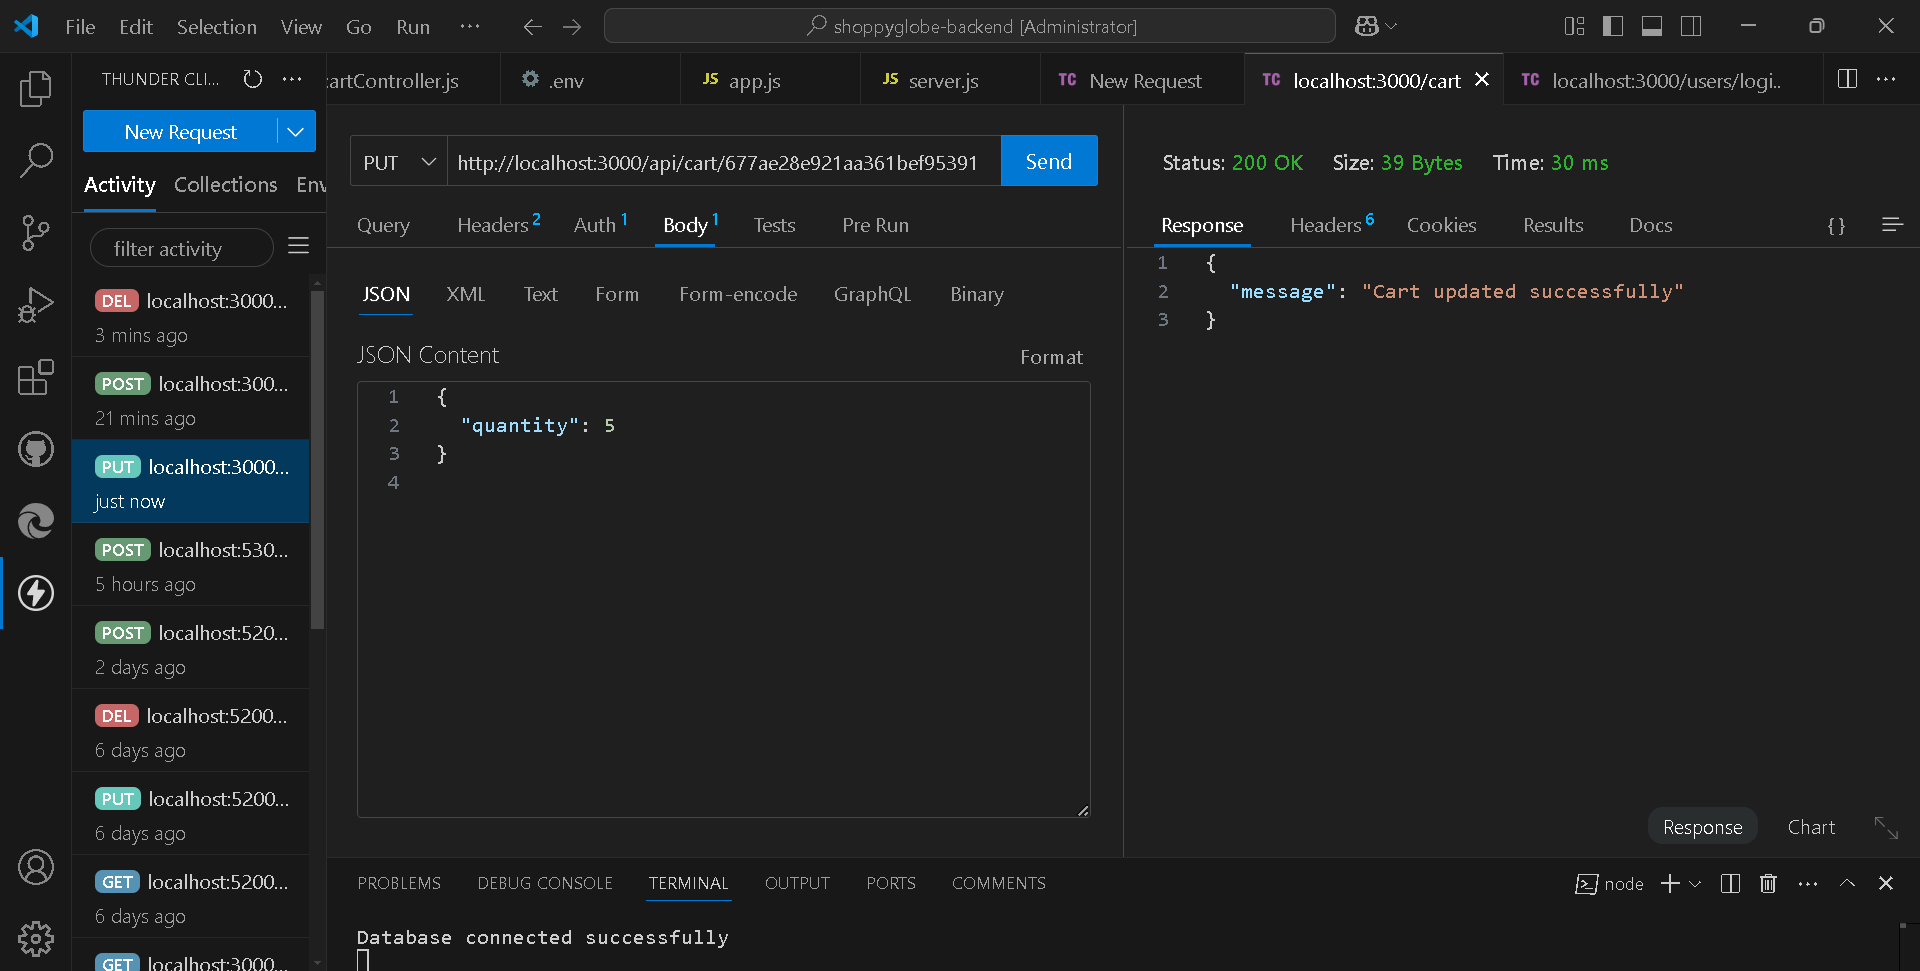 File Edit Selection View Go Run ··· shoppyglobe-backend [Administrator]
THUNDER CLI... ··· cartController.js .env JS app.js JS server.js TC New Request TC localhost:3000/cart TC localhost:3000/users/logi.. ···
New Request
Activity Collections Env
filter activity
DEL localhost:3000...
3 mins ago
POST localhost:300...
21 mins ago
PUT localhost:3000...
just now
POST localhost:530...
5 hours ago
POST localhost:520...
2 days ago
DEL localhost:5200...
6 days ago
PUT localhost:5200...
6 days ago
GET localhost:5200...
6 days ago
GET localhost:3000...
PUT http://localhost:3000/api/cart/677ae28e921aa361bef95391 Send
Query Headers 2 Auth 1 Body 1 Tests Pre Run
JSON XML Text Form Form-encode GraphQL Binary
JSON Content Format
1 {
2 "quantity": 5
3 }
4
Status: 200 OK Size: 39 Bytes Time: 30 ms
Response Headers 6 Cookies Results Docs {}
1 {
2 "message": "Cart updated successfully"
3 }
Response Chart
PROBLEMS DEBUG CONSOLE TERMINAL OUTPUT PORTS COMMENTS node ···
Database connected successfully